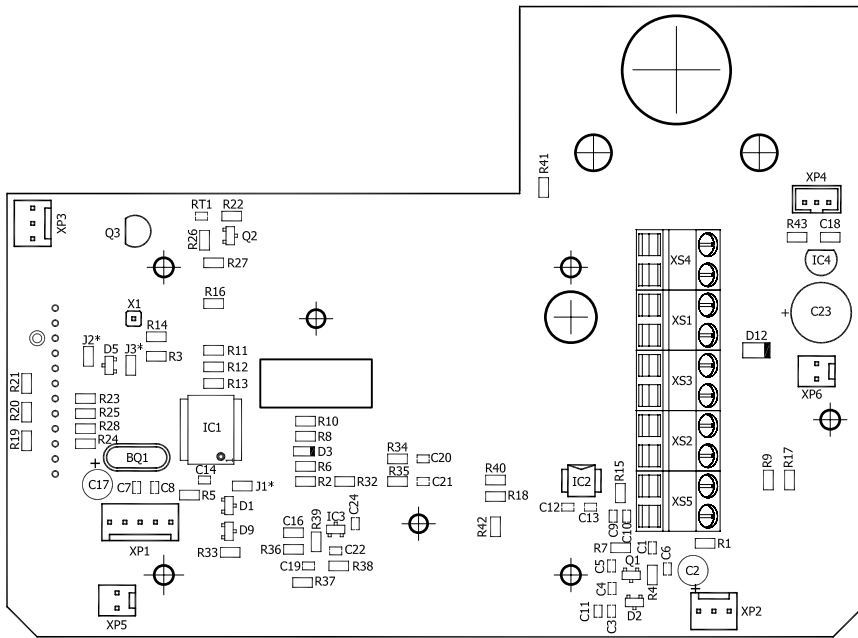 R41
XP4
XP3
RT1
R22
Q3
R26
Q2
R43
C18
R27
XS4
IC4
R16
X1
XS1
+
C23
R14
J2*
D5
J3*
R3
R11
D12
R12
XS3
R13
XP6
R21
R23
R20
R25
R10
R28
IC1
R8
XS2
R19
R24
D3
+
BQ1
R34
C20
R6
C14
C17
C7
C8
R5
J1*
R2
R32
R35
C21
R40
IC2
R15
XS5
R9
R17
R18
D1
C12
C13
C9
C10
XP1
D9
C16
R39
IC3
C24
R42
R33
R36
C22
R7
C1
R1
C19
R38
C5
Q1
C6
C2
R37
C4
R4
+
XP5
C11
C3
D2
XP2